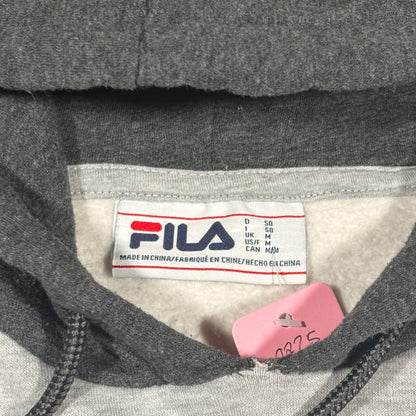 FILA
D 50
I 50
UK M
US/F M
CAN M/M
MADE IN CHINA/FABRIQUÉ EN CHINE/HECHO EN CHINA